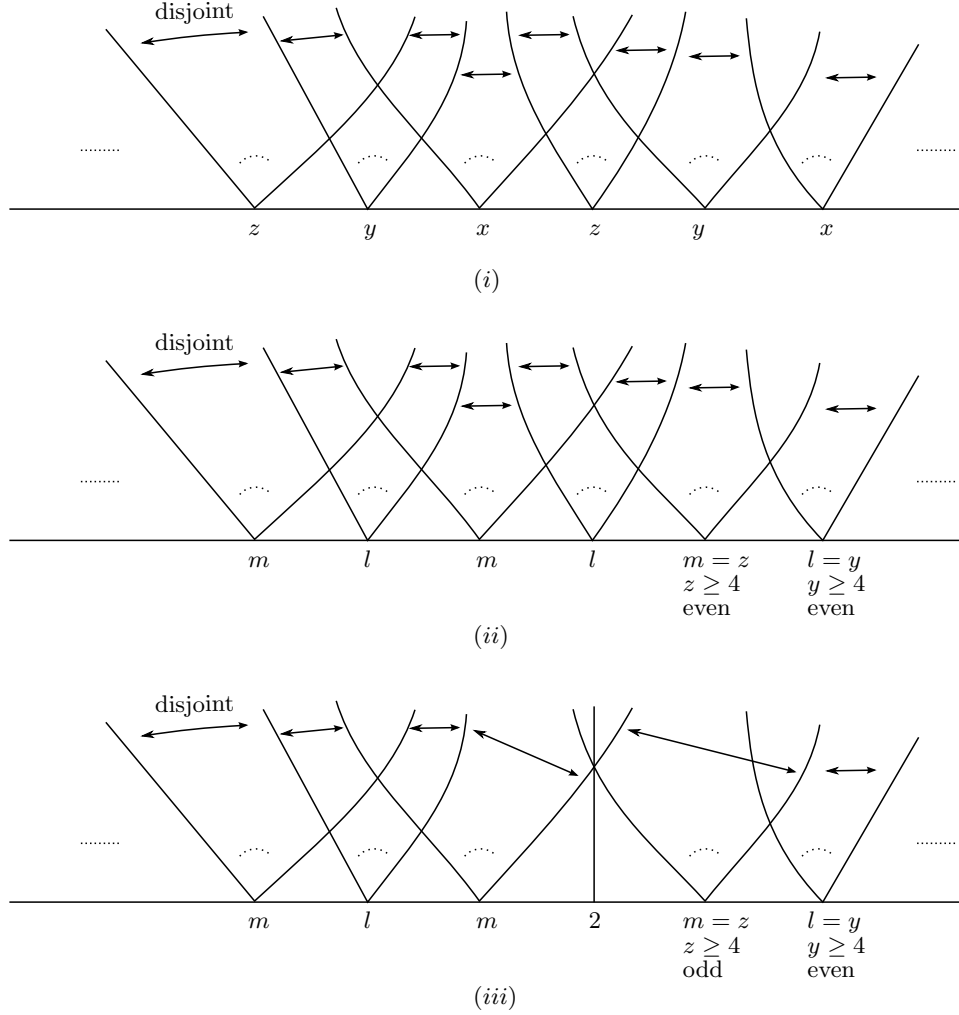 disjoint
z y x z y x
(i)
disjoint
m l m l m = z l = y
z ≥ 4 y ≥ 4
even even
(ii)
disjoint
m l m 2 m = z l = y
z ≥ 4 y ≥ 4
odd even
(iii)